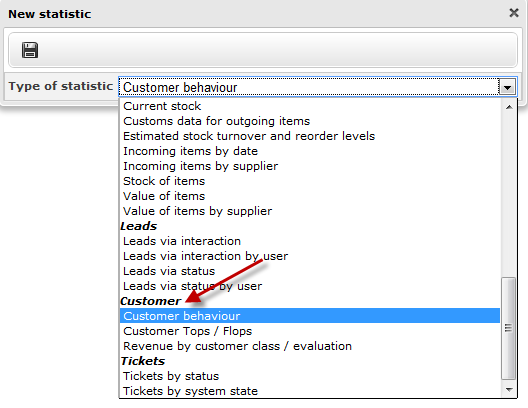 New statistic
Type of statistic Customer behaviour
Current stock
Customs data for outgoing items
Estimated stock turnover and reorder levels
Incoming items by date
Incoming items by supplier
Stock of items
Value of items
Value of items by supplier
Leads
Leads via interaction
Leads via interaction by user
Leads via status
Leads via status by user
Customer
Customer behaviour
Customer Tops / Flops
Revenue by customer class / evaluation
Tickets
Tickets by status
Tickets by system state